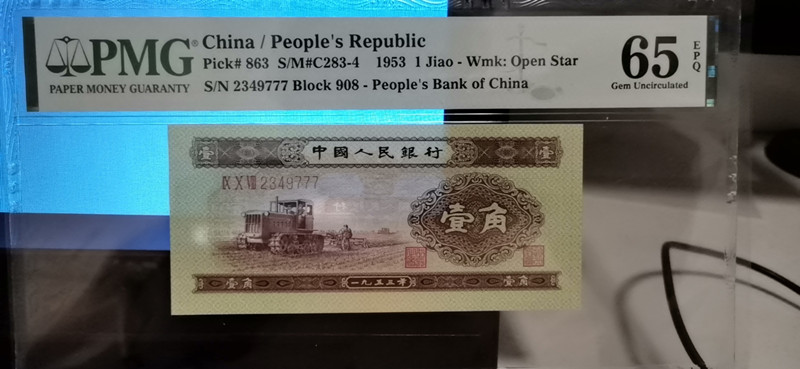 PMG® China / People's Republic
PAPER MONEY GUARANTY
Pick# 863 S/M#C283-4 1953 1 Jiao - Wmk: Open Star
S/N 2349777 Block 908 - People's Bank of China
65 EPQ
Gem Uncirculated
壹 中國人民銀行 壹
IX X VIII 2349777
壹角
壹角 一九五三年 壹角